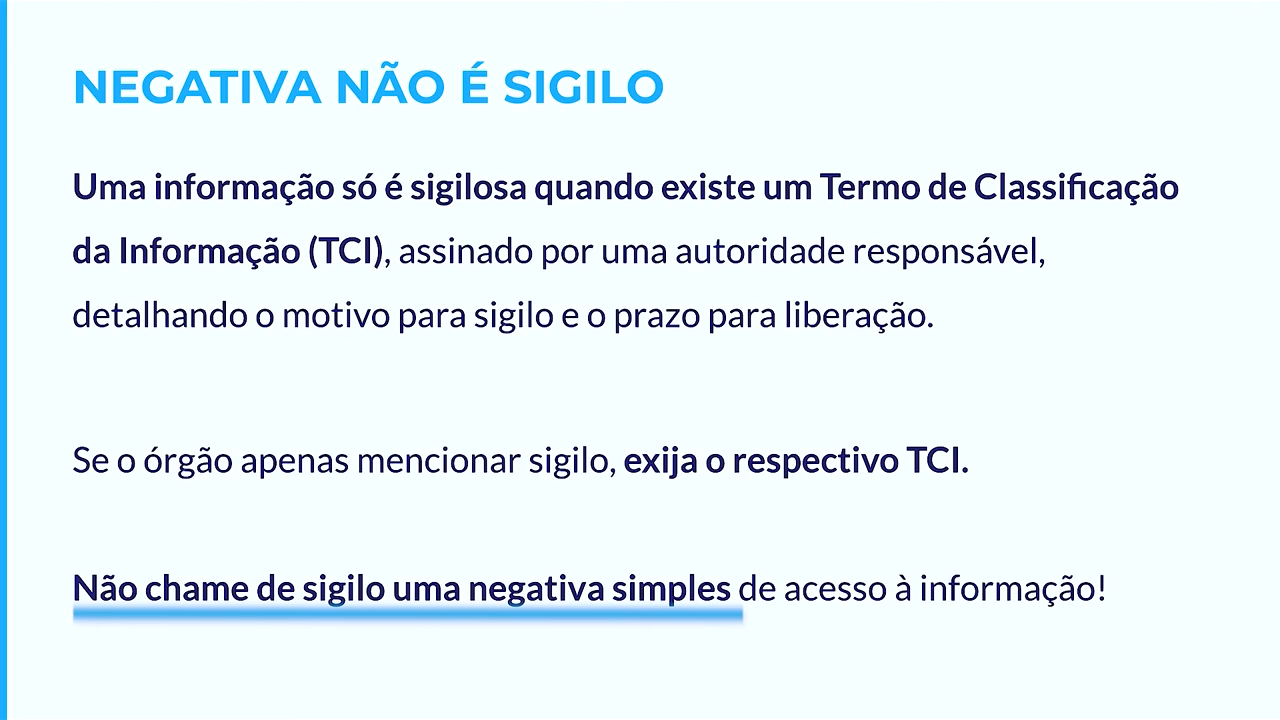 NEGATIVA NÃO É SIGILO
Uma informação só é sigilosa quando existe um Termo de Classificação
da Informação (TCI), assinado por uma autoridade responsável,
detalhando o motivo para sigilo e o prazo para liberação.
Se o órgão apenas mencionar sigilo, exija o respectivo TCI.
Não chame de sigilo uma negativa simples de acesso à informação!